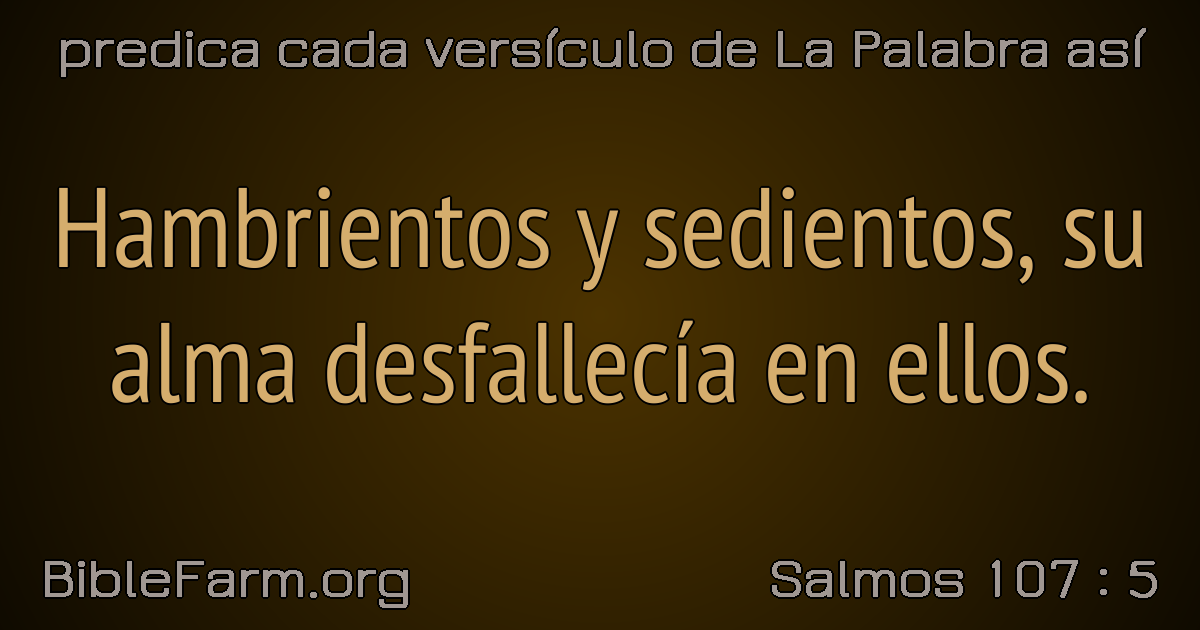 predica cada versículo de La Palabra así
Hambrientos y sedientos, su
alma desfallecía en ellos.
BibleFarm.org
Salmos 107 : 5